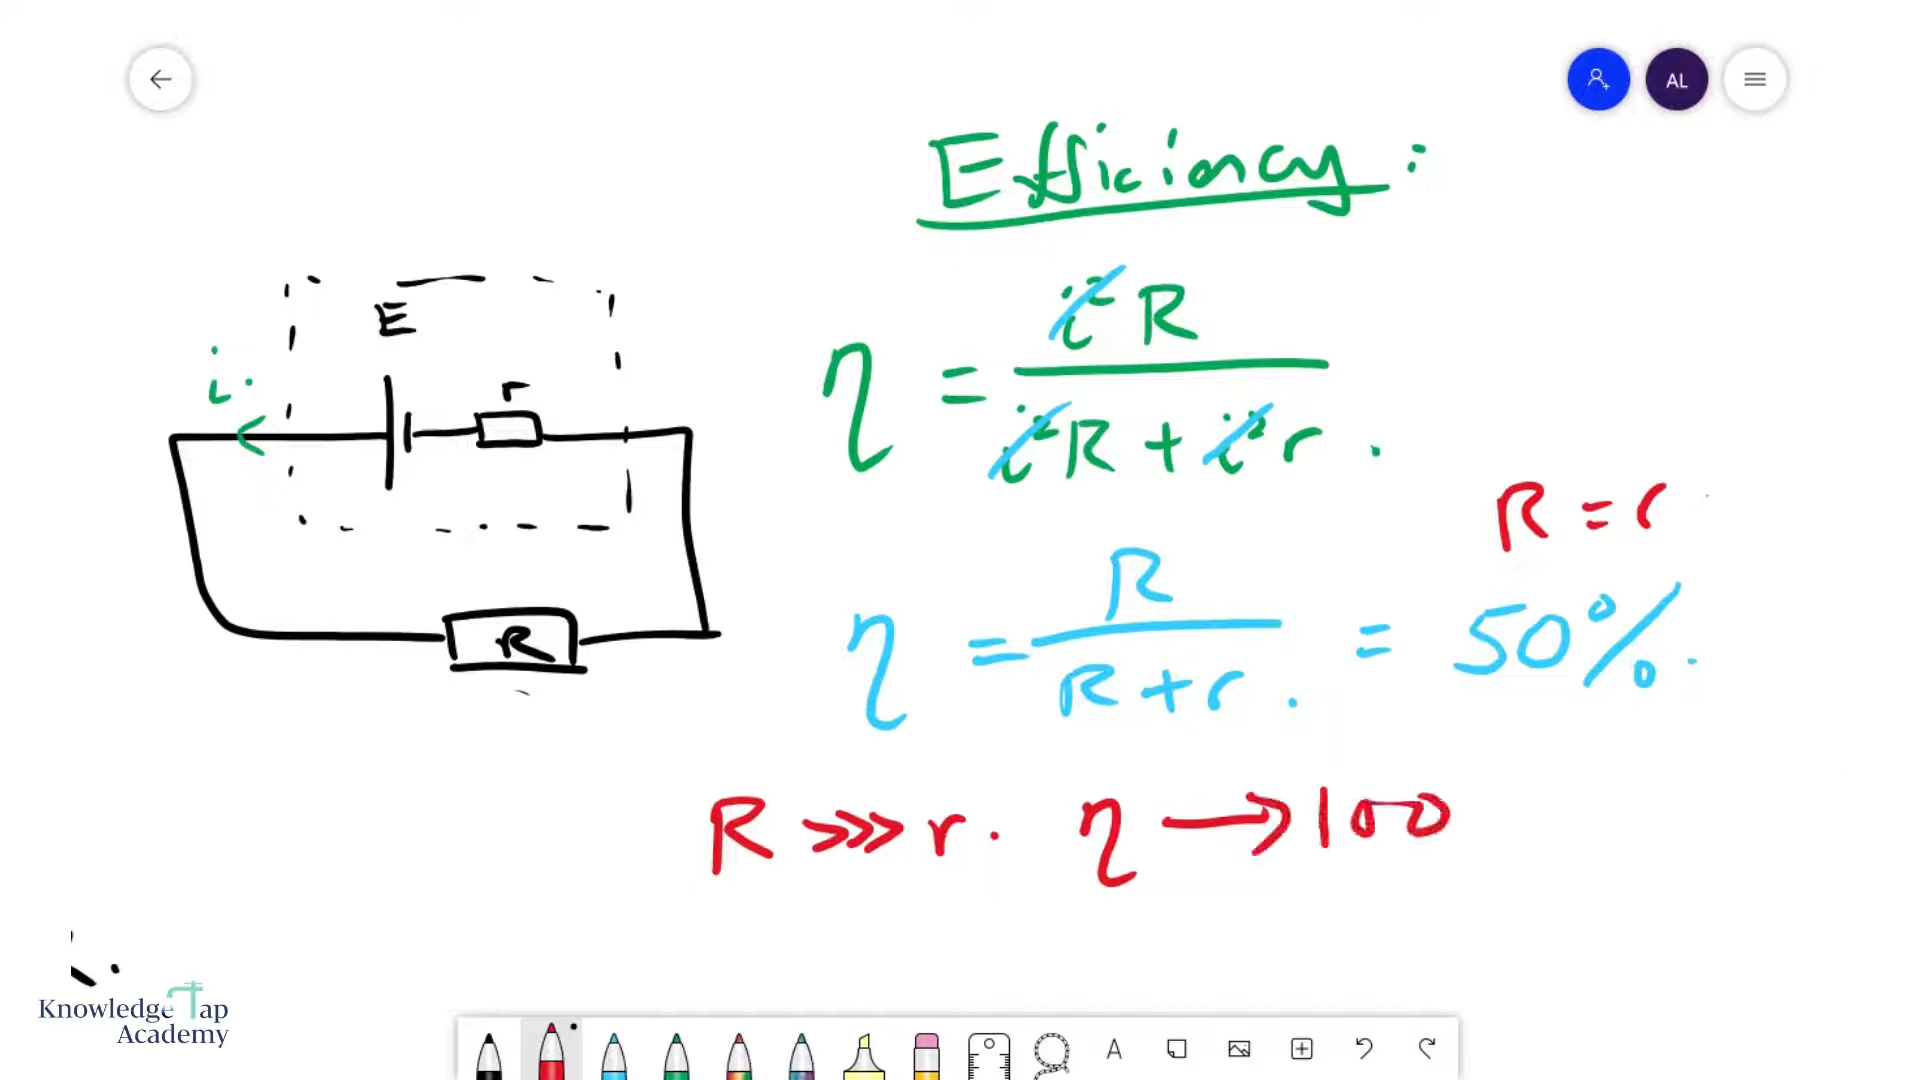 AL
Efficiency:
E
i.
r
η = i²R / i²R + i²r.
R = r
η = R / R + r. = 50%.
R
R >>> r. η → 100
Knowledge Tap
Academy
A